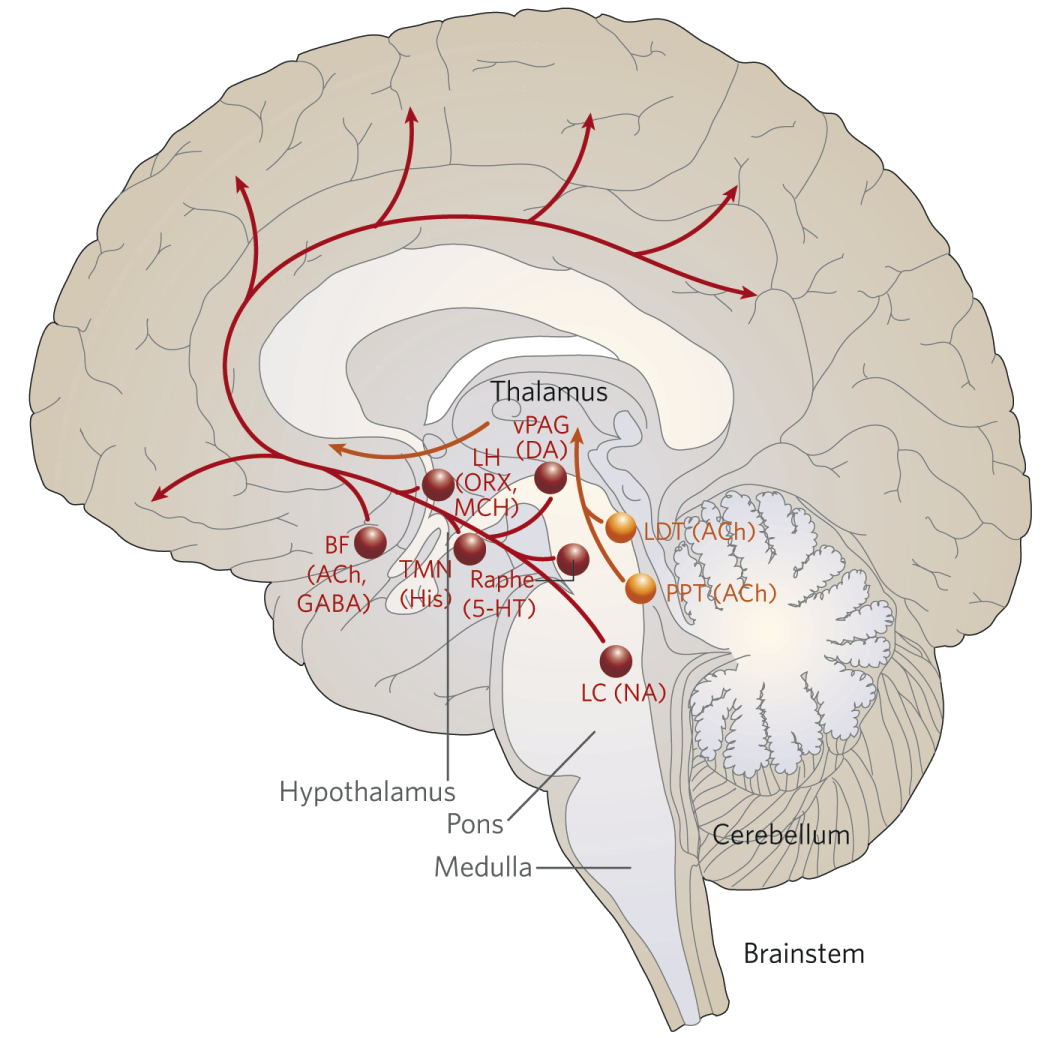 Thalamus
vPAG
(DA)
LH
(ORX,
MCH)
LDT (ACh)
BF
(ACh,
GABA)
TMN
(His)
Raphe
(5-HT)
PPT (ACh)
LC (NA)
Hypothalamus
Pons
Medulla
Cerebellum
Brainstem